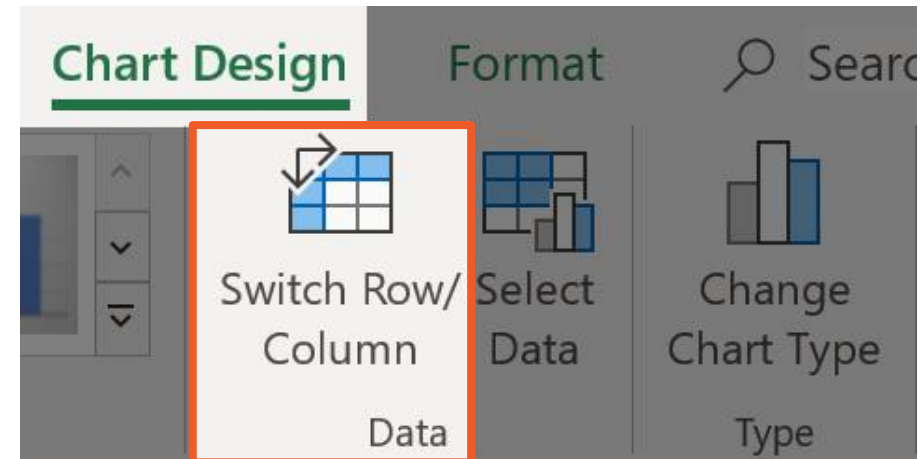 Chart Design Format Searc
Switch Row/ Select Change
Column Data Chart Type
Data Type